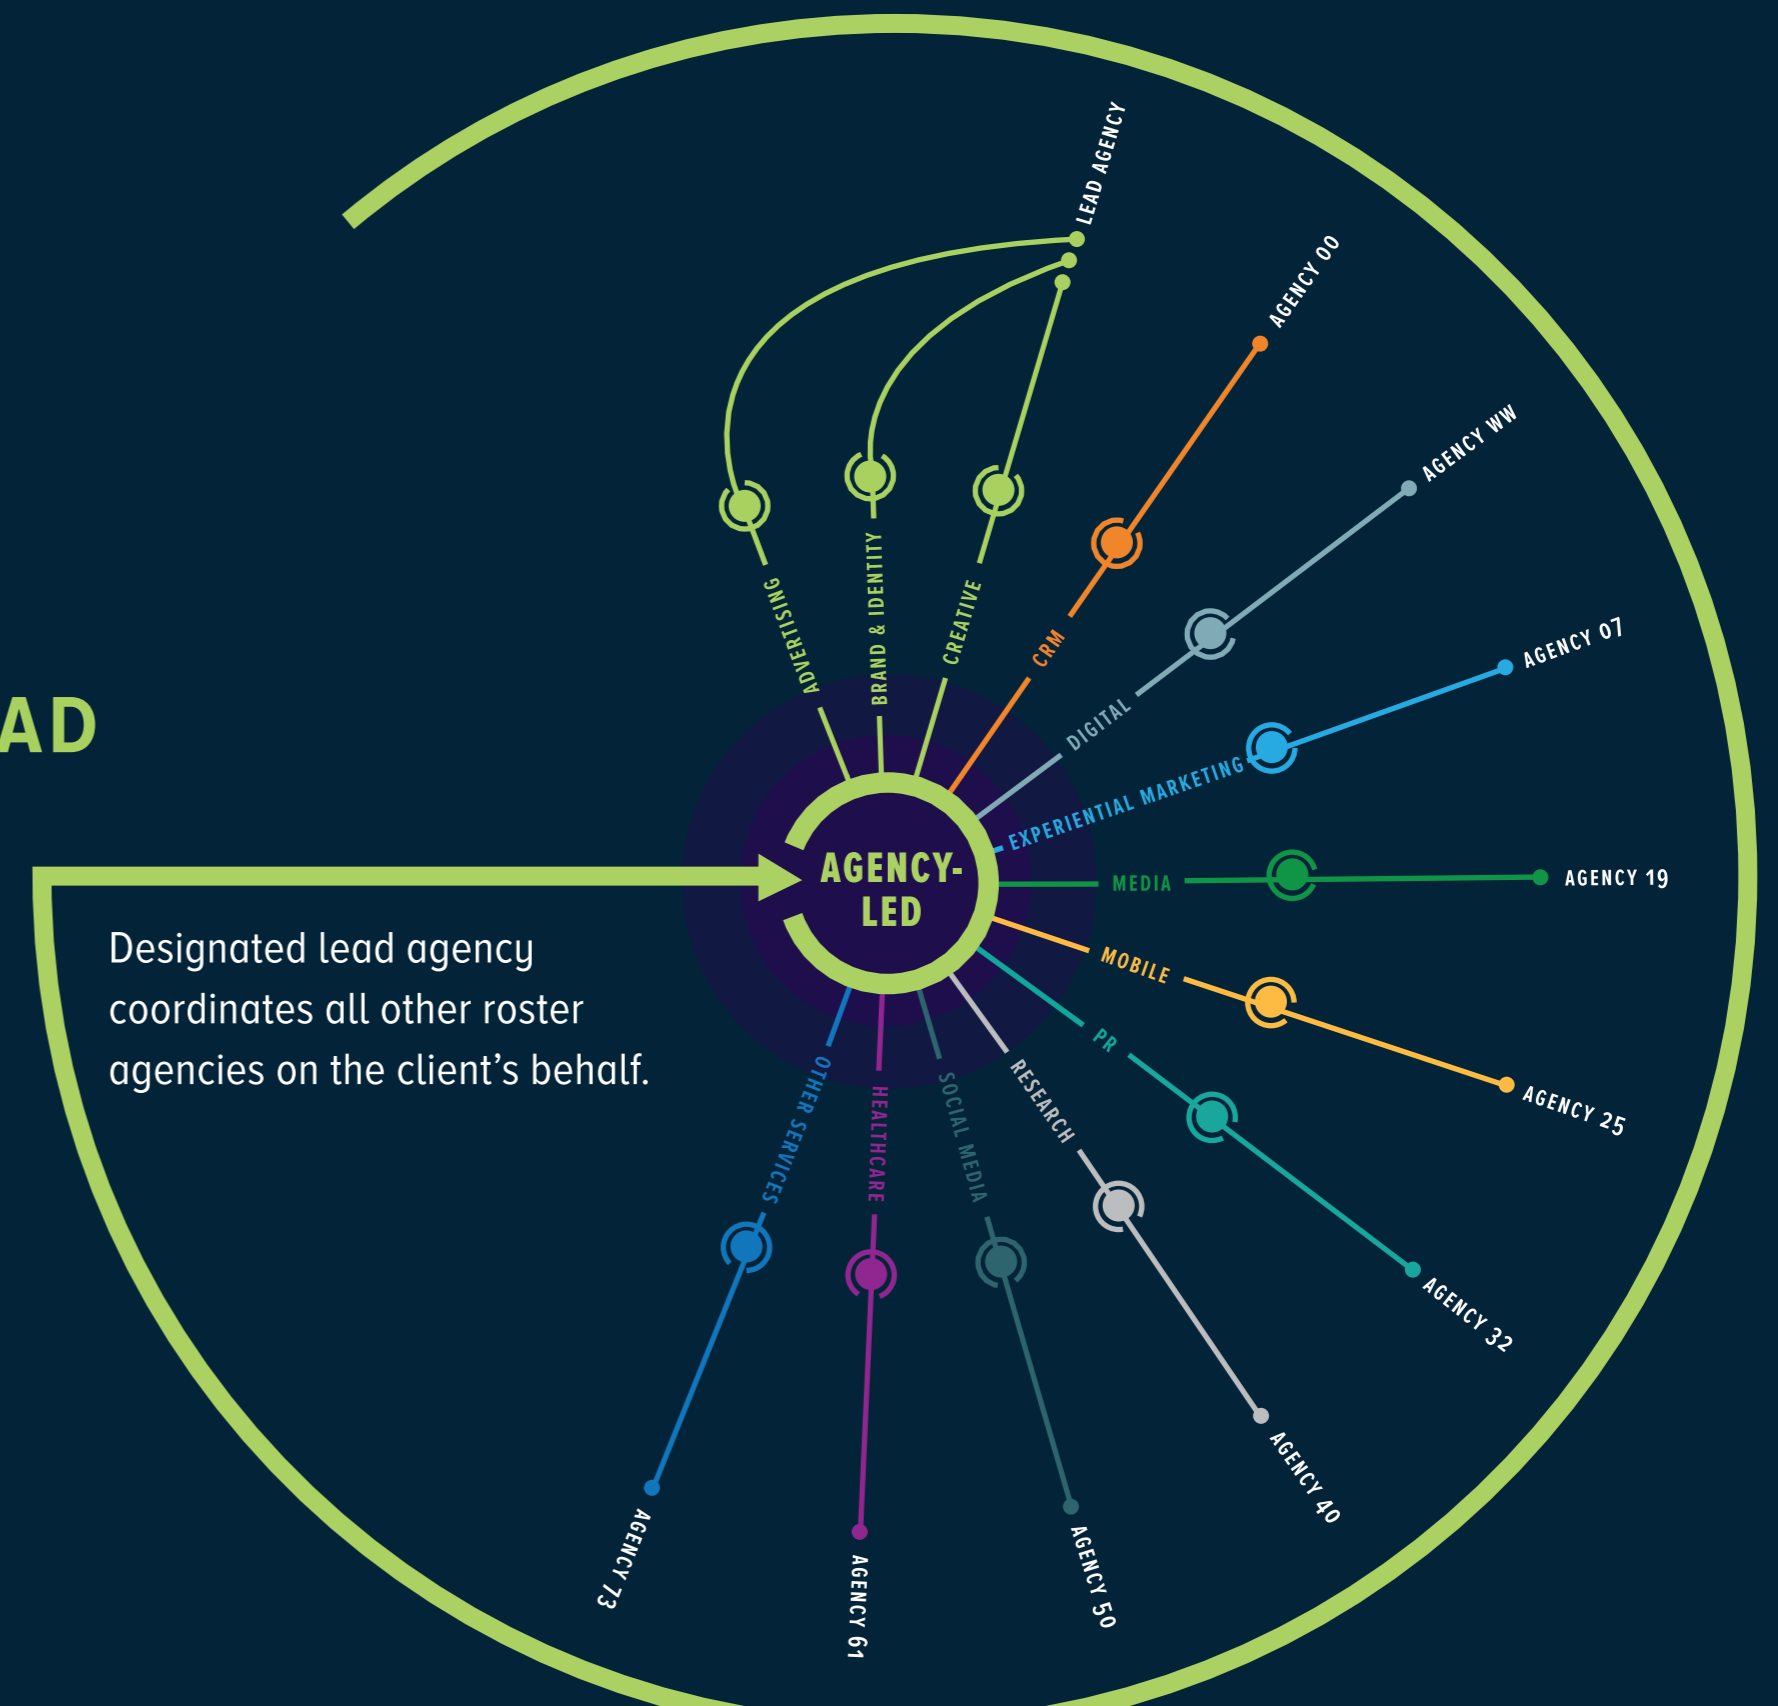 AD
AGENCY-
LED
Designated lead agency
coordinates all other roster
agencies on the client’s behalf.
ADVERTISING
BRAND & IDENTITY
CREATIVE
LEAD AGENCY
CRM
AGENCY 00
DIGITAL
AGENCY WW
EXPERIENTIAL MARKETING
AGENCY 07
MEDIA
AGENCY 19
MOBILE
AGENCY 25
PR
AGENCY 32
RESEARCH
AGENCY 40
SOCIAL MEDIA
AGENCY 50
HEALTHCARE
AGENCY 61
OTHER SERVICES
AGENCY 73